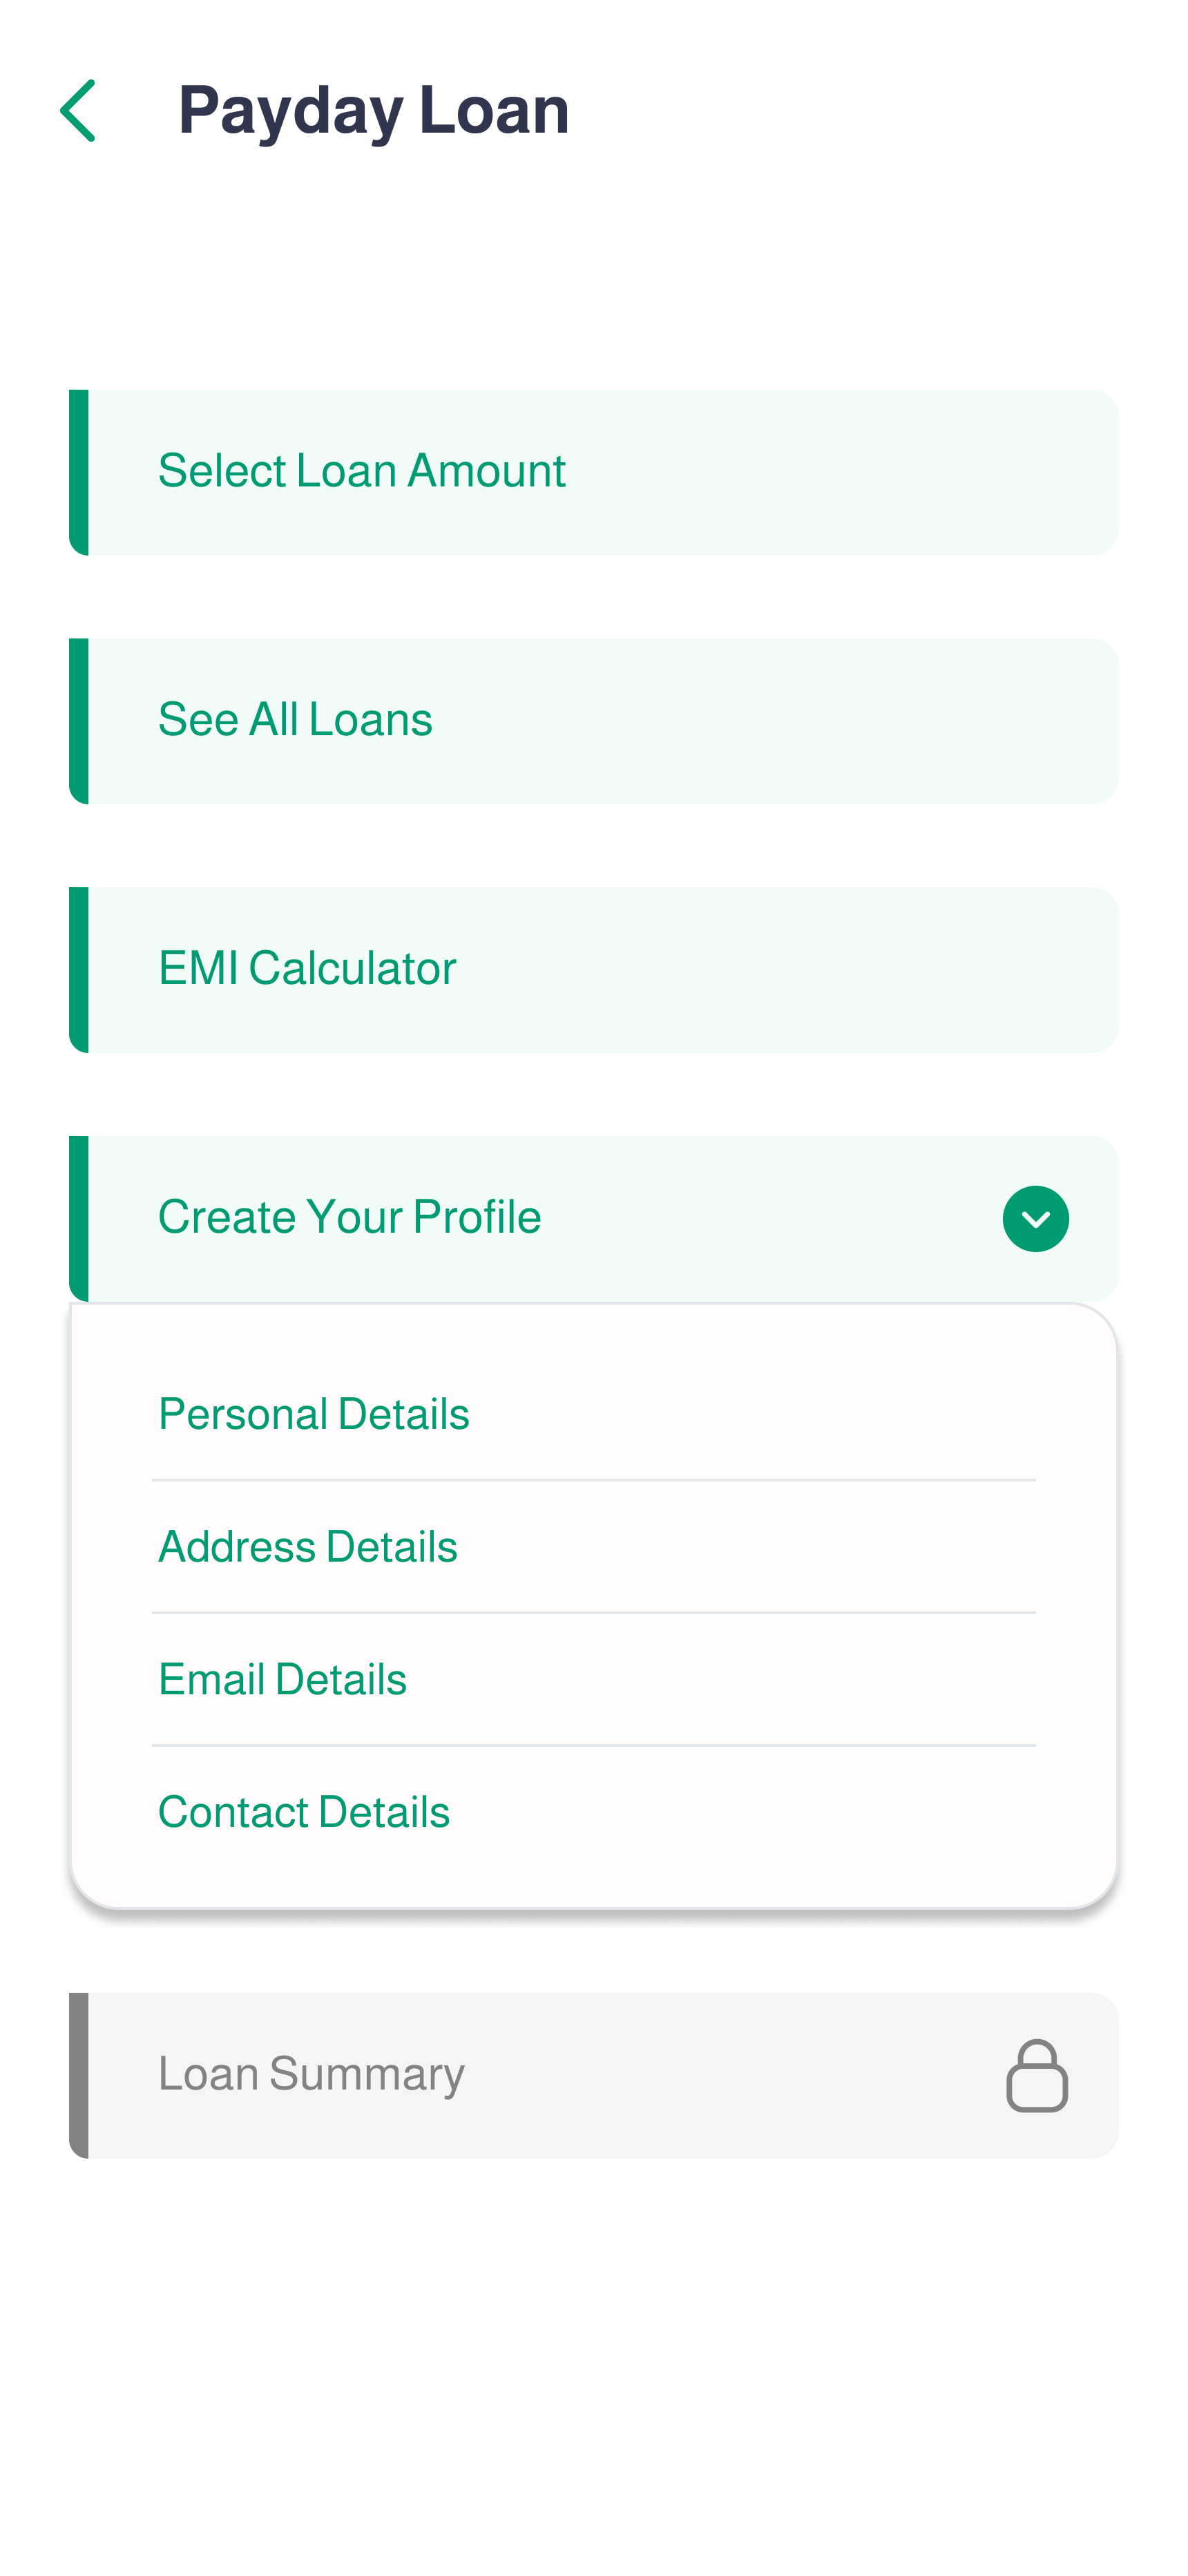 Payday Loan
Select Loan Amount
See All Loans
EMI Calculator
Create Your Profile
Personal Details
Address Details
Email Details
Contact Details
Loan Summary